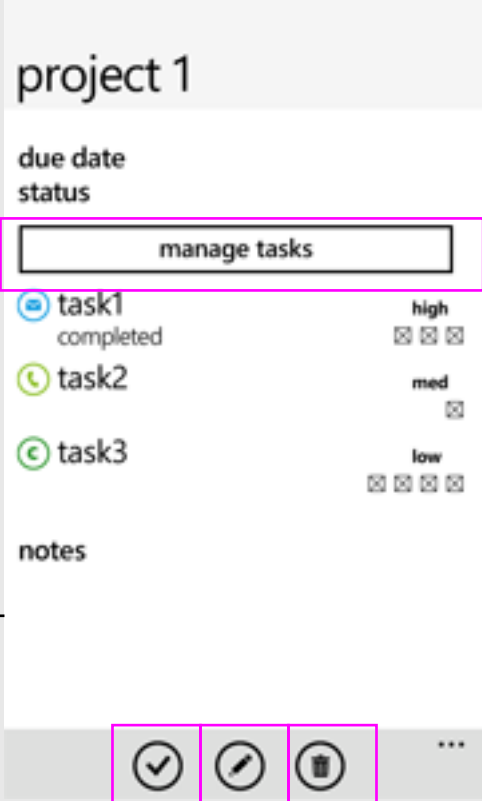 project 1
due date
status
manage tasks
task1 high
completed
task2 med
task3 low
notes